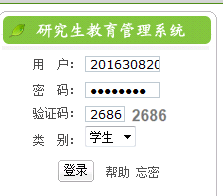 研究生教育管理系统
用 户： 201630820
密 码： ●●●●●●●●
验证码： 2686 2686
类 别： 学生
登录 帮助 忘密